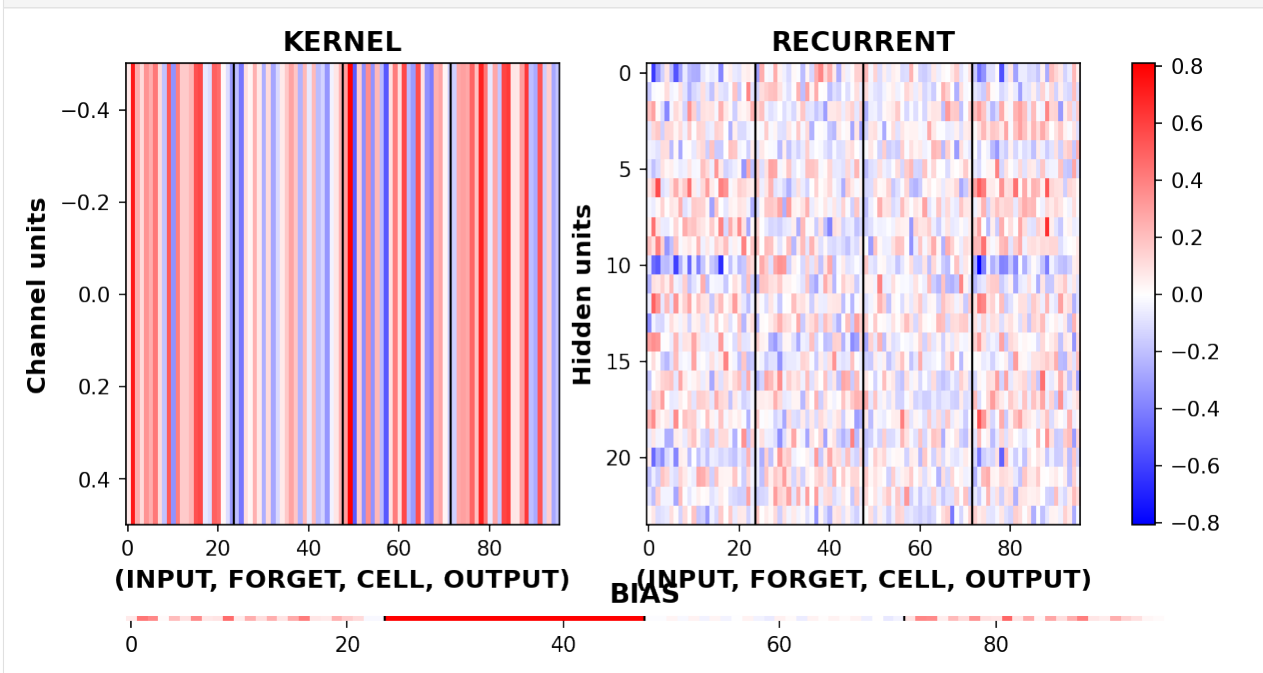 KERNEL
RECURRENT
−0.4
−0.2
0.0
0.2
0.4
Channel units
0 20 40 60 80
(INPUT, FORGET, CELL, OUTPUT)
0
5
10
15
20
Hidden units
0 20 40 60 80
(INPUT, FORGET, CELL, OUTPUT)
0.8
0.6
0.4
0.2
0.0
−0.2
−0.4
−0.6
−0.8
BIAS
0 20 40 60 80